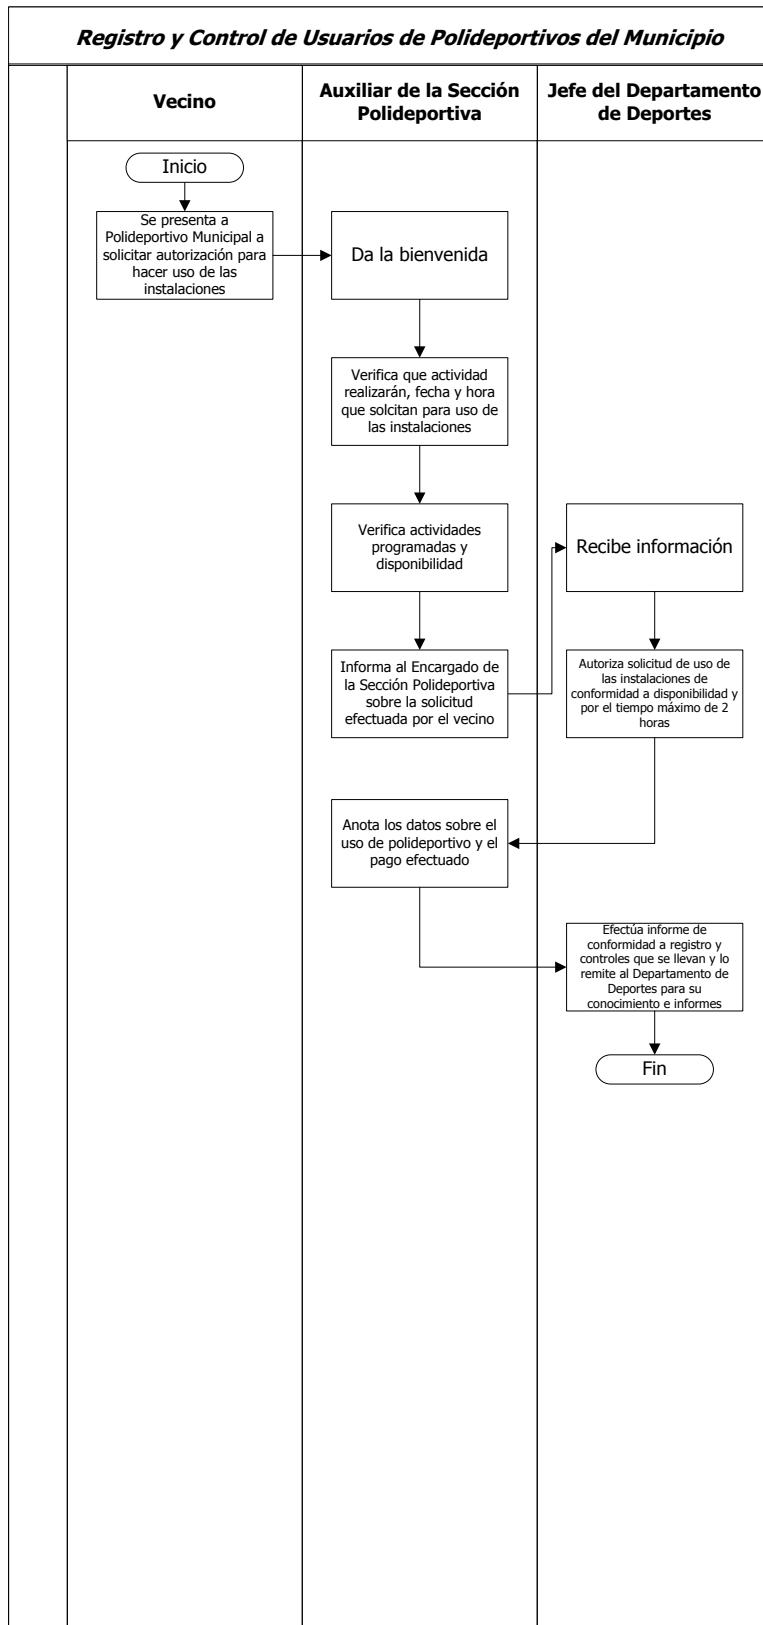 Registro y Control de Usuarios de Polideportivos del Municipio
Vecino
Auxiliar de la Sección
Polideportiva
Jefe del Departamento
de Deportes
Inicio
Se presenta a
Polideportivo Municipal a
solicitar autorización para
hacer uso de las
instalaciones
Da la bienvenida
Verifica que actividad
realizarán, fecha y hora
que solcitan para uso de
las instalaciones
Verifica actividades
programadas y
disponibilidad
Recibe información
Informa al Encargado de
la Sección Polideportiva
sobre la solicitud
efectuada por el vecino
Autoriza solicitud de uso de
las instalaciones de
conformidad a disponibilidad y
por el tiempo máximo de 2
horas
Anota los datos sobre el
uso de polideportivo y el
pago efectuado
Efectúa informe de
conformidad a registro y
controles que se llevan y lo
remite al Departamento de
Deportes para su
conocimiento e informes
Fin